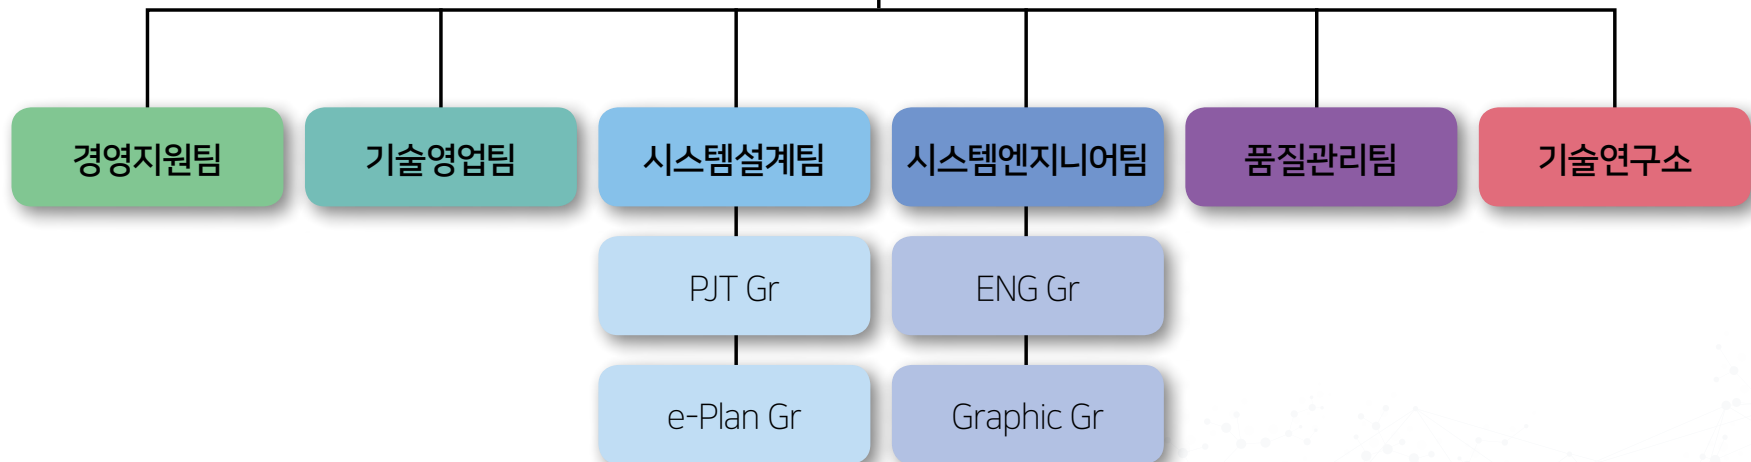 경영지원팀
기술영업팀
시스템설계팀
시스템엔지니어팀
품질관리팀
기술연구소
PJT Gr
ENG Gr
e-Plan Gr
Graphic Gr